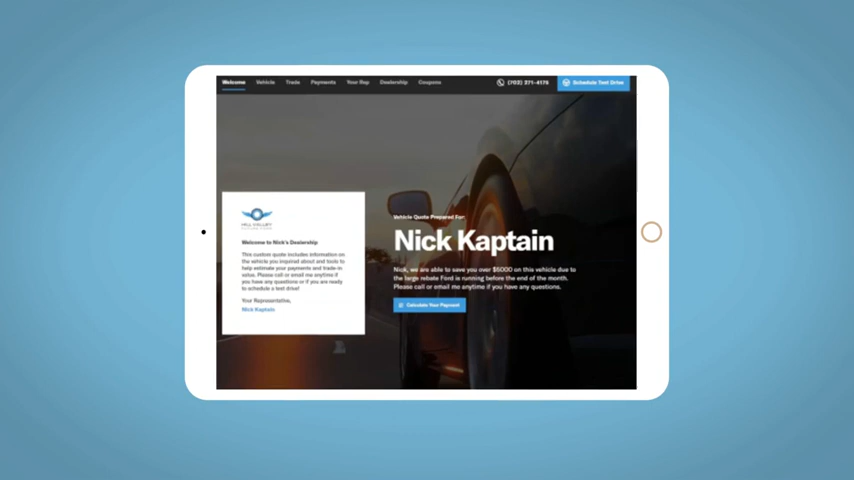 Welcome Vehicle Trade Payments Your Rep Dealership Coupons (702) 271-4175 Schedule Test Drive
HILL VALLEY
Welcome to Nick's Dealership
This custom quote includes information on
the vehicle you inquired about and tools to
help estimate your payments and trade-in
value. Please call or email me anytime if
you have any questions or if you are ready
to schedule a test drive!
Your Representative,
Nick Kaptain
Vehicle Quote Prepared For:
Nick Kaptain
Nick, we are able to save you over $6000 on this vehicle due to
the large rebate Ford is running before the end of the month.
Please call or email me anytime if you have any questions.
Calculate Your Payment